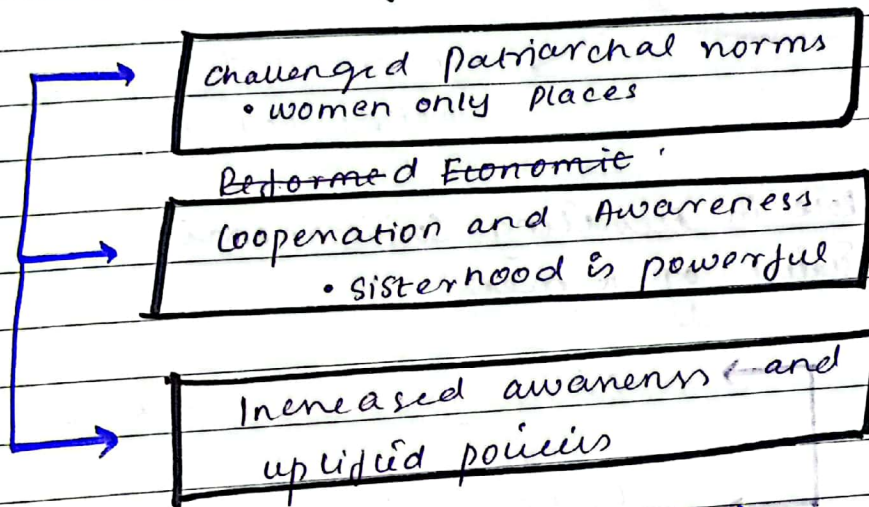 Challenged Patriarchal norms
• women only places
Reformed Economic
Cooperation and Awareness
• sisterhood is powerful
Increased awareness and
uplifted policies